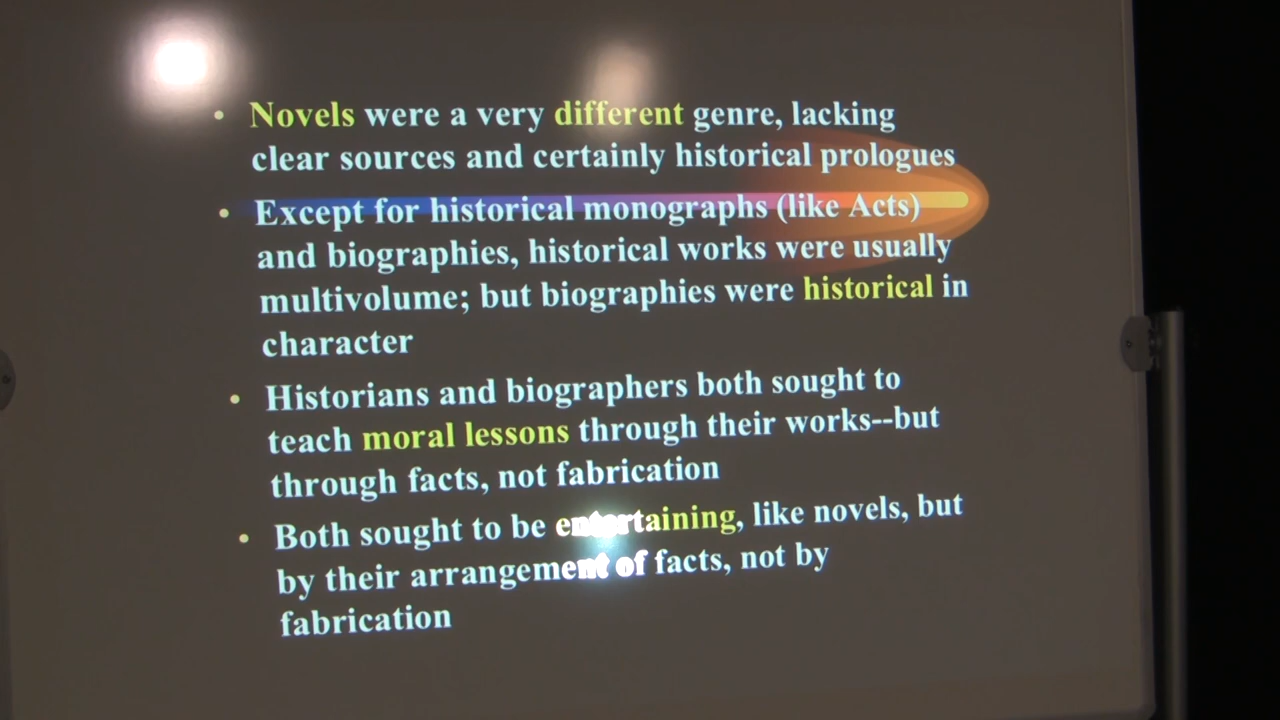 • Novels were a very different genre, lacking
clear sources and certainly historical prologues
• Except for historical monographs (like Acts)
and biographies, historical works were usually
multivolume; but biographies were historical in
character
• Historians and biographers both sought to
teach moral lessons through their works--but
through facts, not fabrication
• Both sought to be entertaining, like novels, but
by their arrangement of facts, not by
fabrication